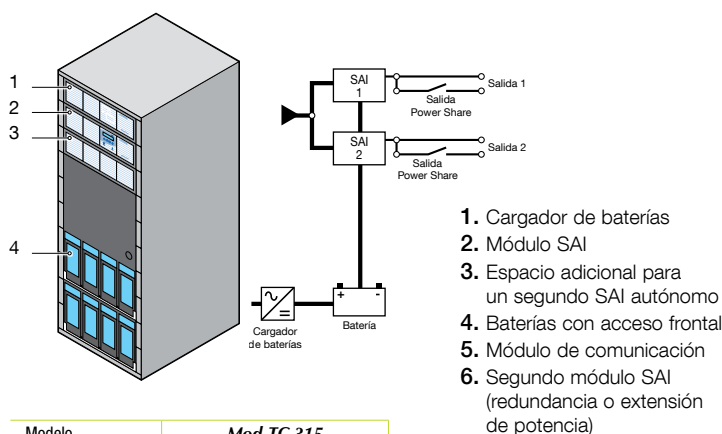 1
2
3
4
SAI
1
Salida 1
Salida
Power Share
SAI
2
Salida 2
Salida
Power Share
+ -
Cargador
de baterías
Batería
1. Cargador de baterías
2. Módulo SAI
3. Espacio adicional para
un segundo SAI autónomo
4. Baterías con acceso frontal
5. Módulo de comunicación
6. Segundo módulo SAI
(redundancia o extensión
de potencia)
Modelo Mod TC 315